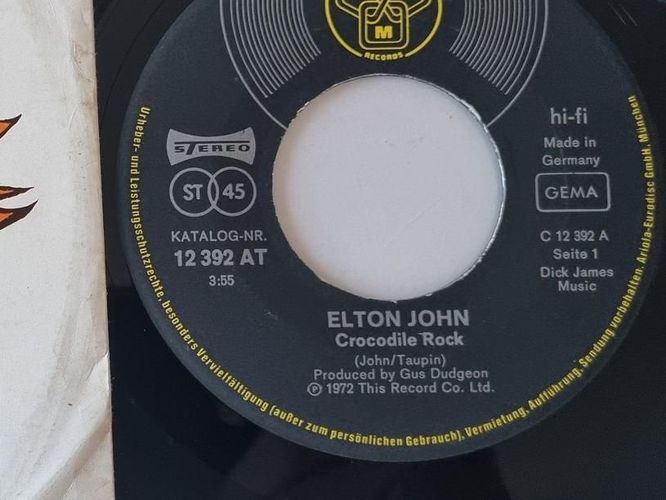 M
RECORDS
STEREO
ST 45
KATALOG-NR.
12 392 AT
3:55
hi-fi
Made in
Germany
GEMA
C 12 392 A
Seite 1
Dick James
Music
ELTON JOHN
Crocodile Rock
(John/Taupin)
Produced by Gus Dudgeon
Ⓟ 1972 This Record Co. Ltd.
Urheber- und Leistungsschutzrechte, besonders Vervielfältigung (außer zum persönlichen Gebrauch), Vermietung, Aufführung, Sendung vorbehalten. Ariola-Eurodisc GmbH, München